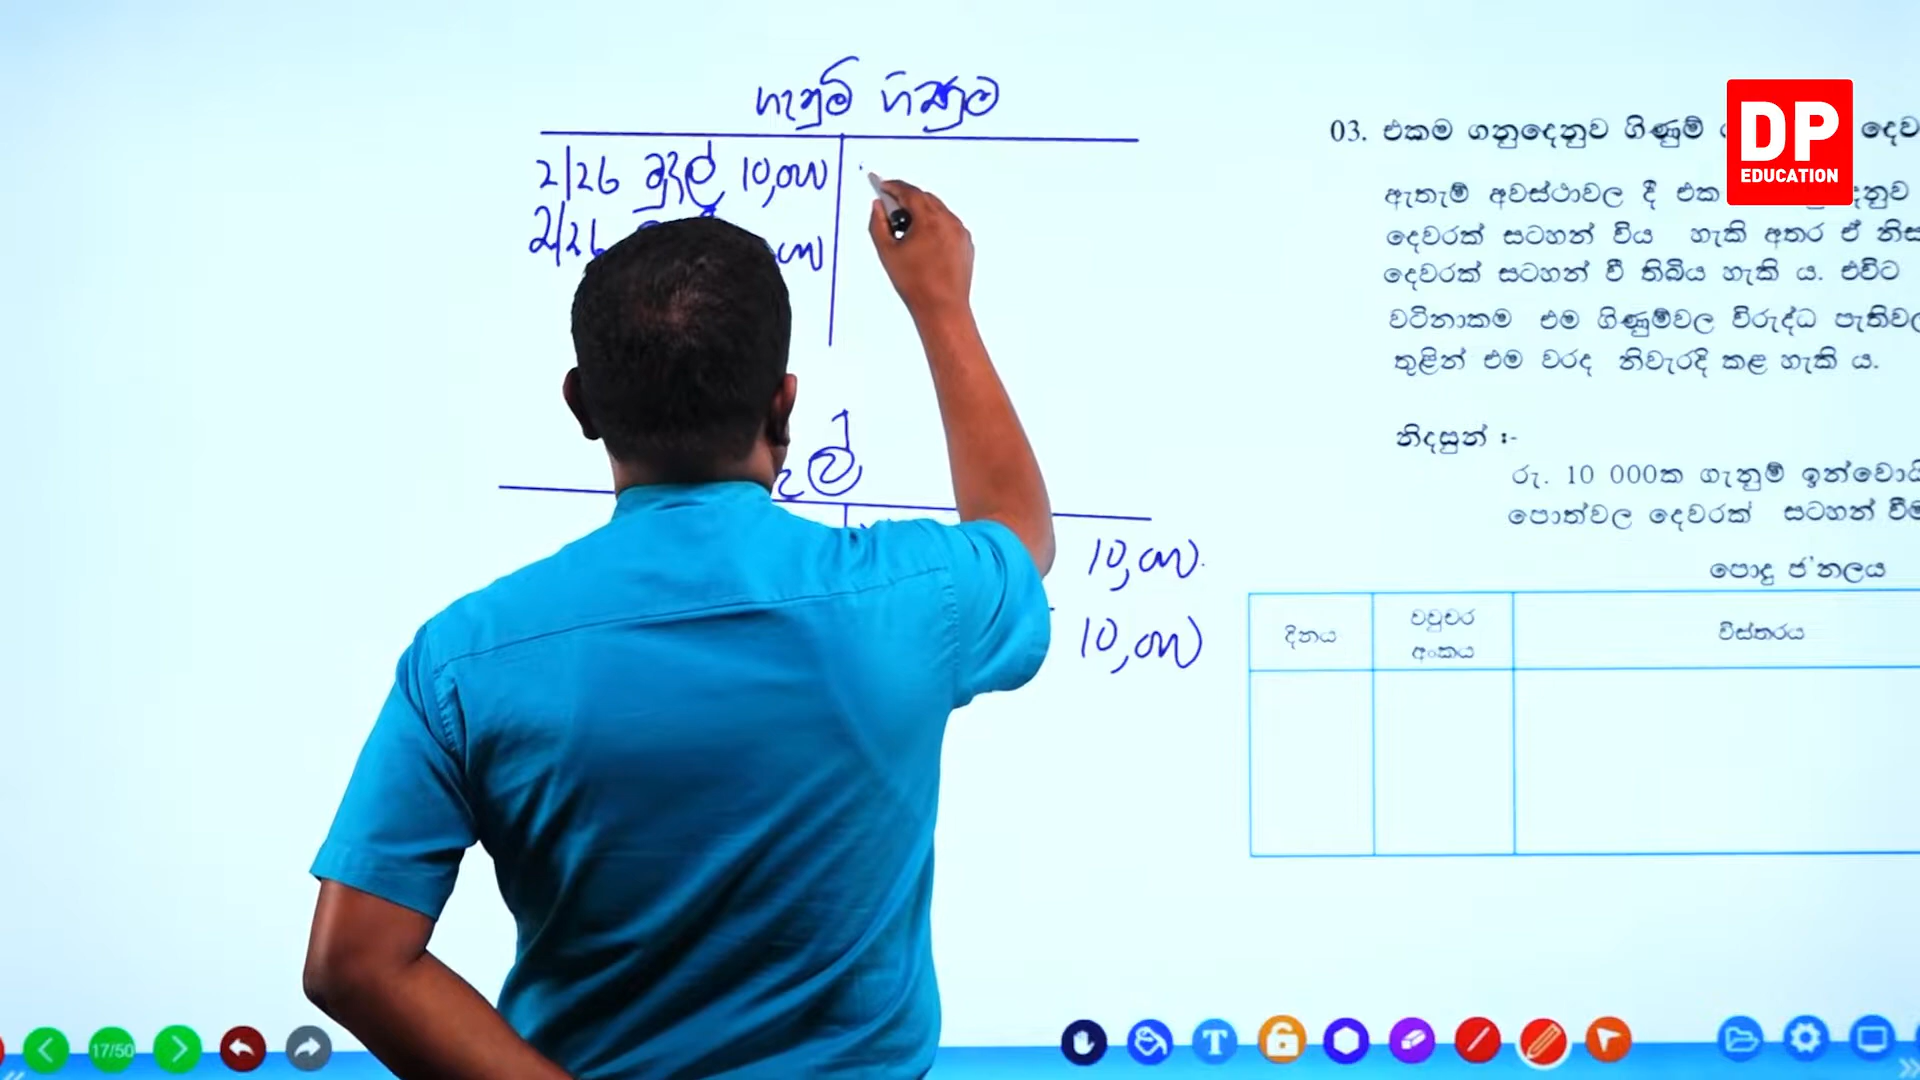 ගැනුම් ගිණුම
2/26 මුදල් 10,000
2/26
10,000.
10,000
DP
EDUCATION
03. එකම ගනුදෙනුව ගිණුම් දෙව
ඇතැම් අවස්ථාවල දී එක දෙනුව
දෙවරක් සටහන් විය හැකි අතර ඒ නිස
දෙවරක් සටහන් වී තිබිය හැකි ය. එවිට
වටිනාකම එම ගිණුම්වල විරුද්ධ පැතිවල
තුළින් එම වරද නිවැරදි කළ හැකි ය.
නිදසුන් :-
රු. 10 000ක ගැනුම් ඉන්වොයි
පොත්වල දෙවරක් සටහන් වීම
පොදු ජ'නලය
දිනය වවුචර අංකය විස්තරය
17/50